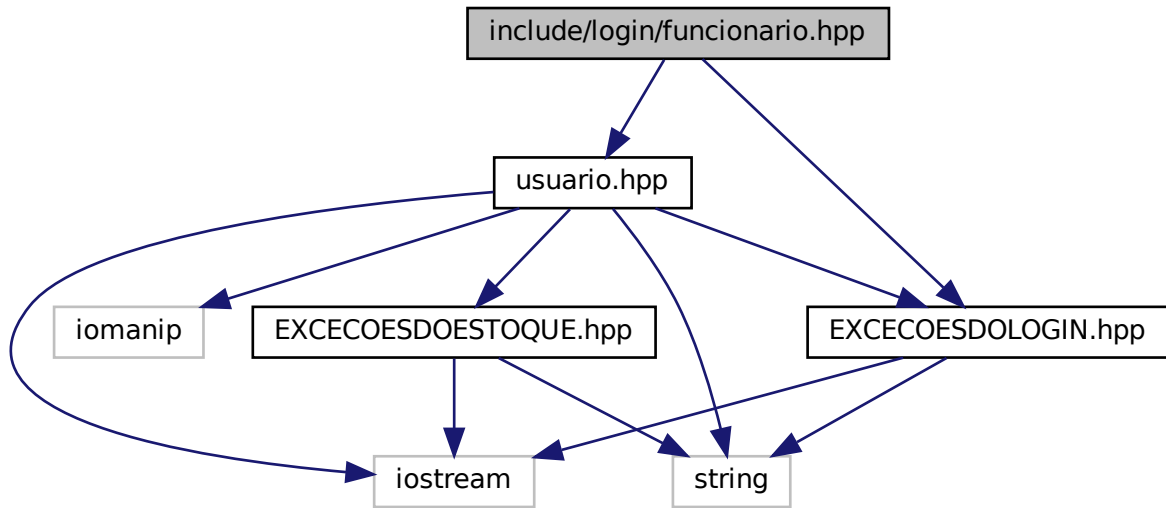 include/login/funcionario.hpp
usuario.hpp
iomanip
EXCECOESDOESTOQUE.hpp
EXCECOESDOLOGIN.hpp
iostream
string